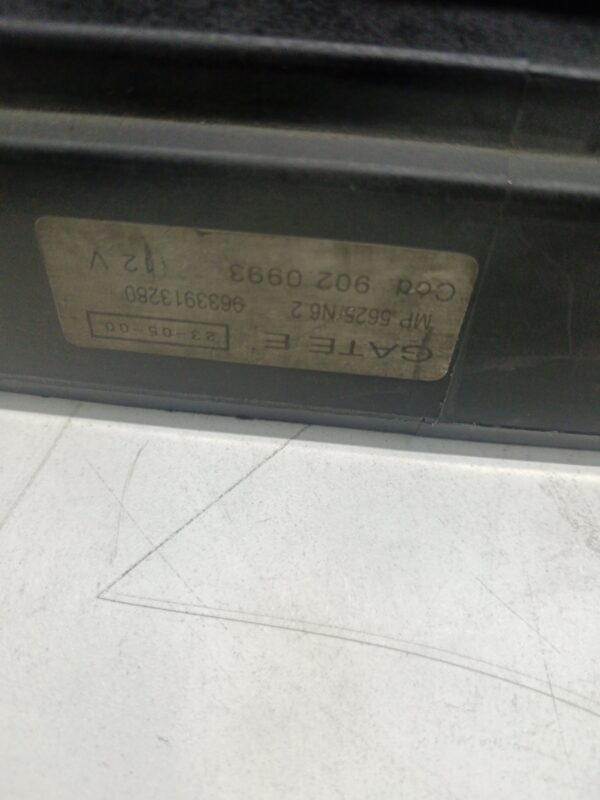 GATE E 23-05-00
MP 5625/N6.2 9633913280
Cod. 902 0993 12 V